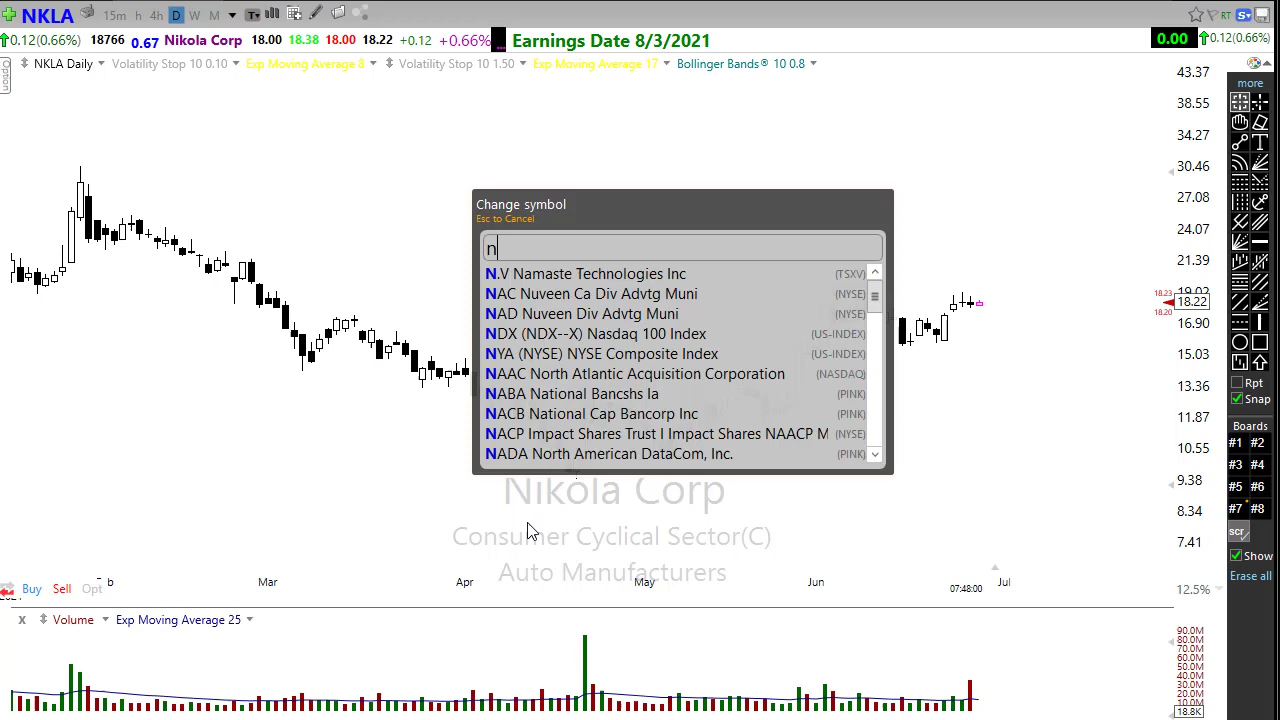 NKLA 15m h 4h D W M T RT S
0.12(0.66%) 18766 0.67 Nikola Corp 18.00 18.38 18.00 18.22 +0.12 +0.66% Earnings Date 8/3/2021 0.00 0.12(0.66%)
Option NKLA Daily Volatility Stop 10 0.10 Exp Moving Average 8 Volatility Stop 10 1.50 Exp Moving Average 17 Bollinger Bands® 10 0.8
43.37
38.55
34.27
30.46
27.08
24.07
21.39
18.23
18.22
18.20
16.90
15.03
13.36
11.87
10.55
9.38
8.34
7.41
12.5%
more
T
Rpt
Snap
Boards
#1 #2
#3 #4
#5 #6
#7 #8
scr
Show
Erase all
Change symbol
Esc to Cancel
n
N.V Namaste Technologies Inc (TSXV)
NAC Nuveen Ca Div Advtg Muni (NYSE)
NAD Nuveen Div Advtg Muni (NYSE)
NDX (NDX--X) Nasdaq 100 Index (US-INDEX)
NYA (NYSE) NYSE Composite Index (US-INDEX)
NAAC North Atlantic Acquisition Corporation (NASDAQ)
NABA National Bancshs Ia (PINK)
NACB National Cap Bancorp Inc (PINK)
NACP Impact Shares Trust I Impact Shares NAACP M (NYSE)
NADA North American DataCom, Inc. (PINK)
Nikola Corp
Consumer Cyclical Sector(C)
Auto Manufacturers
Mar Apr May Jun Jul
Buy Sell Opt 07:48:00
X Volume Exp Moving Average 25
90.0M
80.0M
70.0M
60.0M
50.0M
40.0M
30.0M
20.0M
10.0M
18.8K